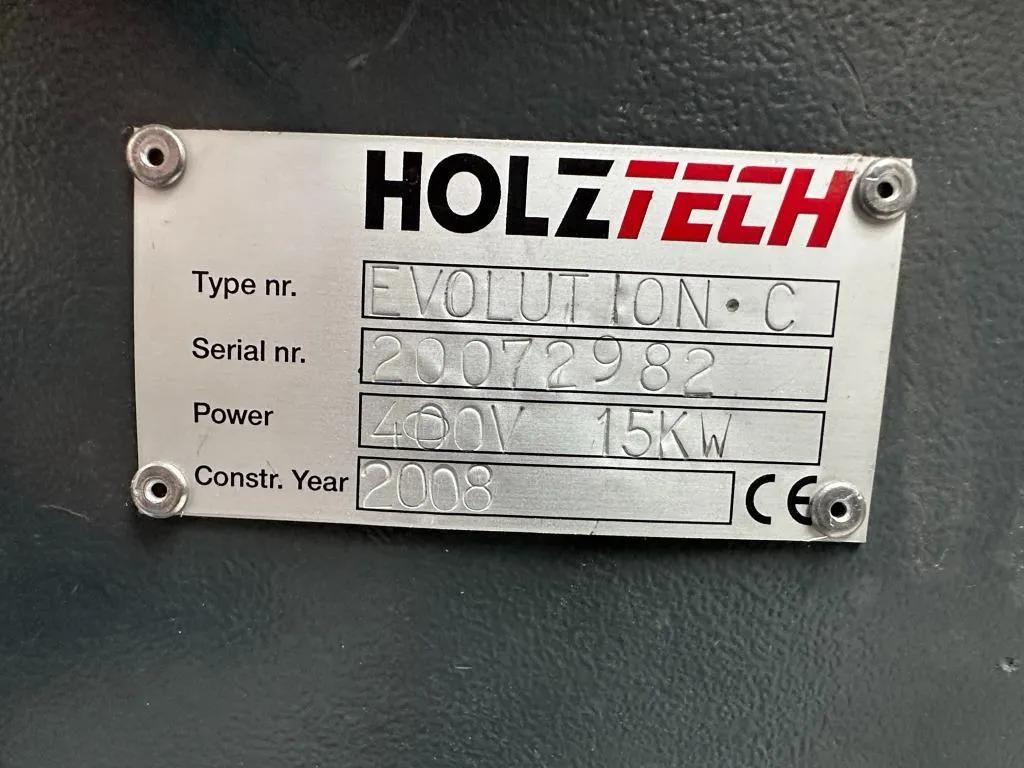 HOLZTECH
Type nr. EVOLUTION·C
Serial nr. 20072982
Power 400V 15KW
Constr. Year 2008 CE